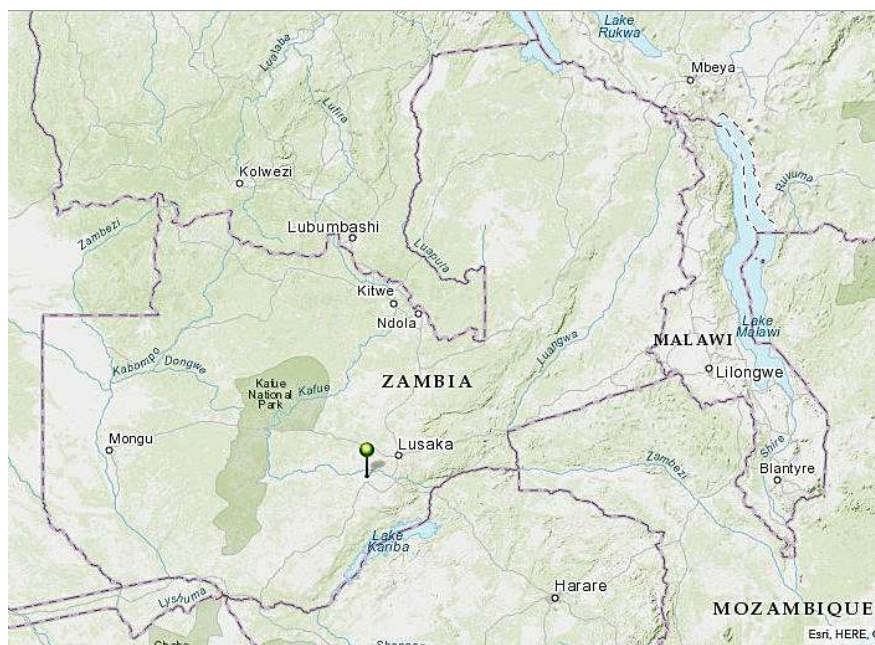 Lake
Rukwa
Mbeya
Lualaba
Lufira
Kolwezi
Ruvuma
Zambezi
Lubumbashi
Luapula
Kitwe
Ndola
Lake
Malawi
Luangwa
MALAWI
Kabompo
Dongwe
Lilongwe
Kafue
National
Park
Kafue
ZAMBIA
Mongu
Lusaka
Zambezi
Shire
Blantyre
Lake
Kariba
Harare
MOZAMBIQUE
Esri, HERE,